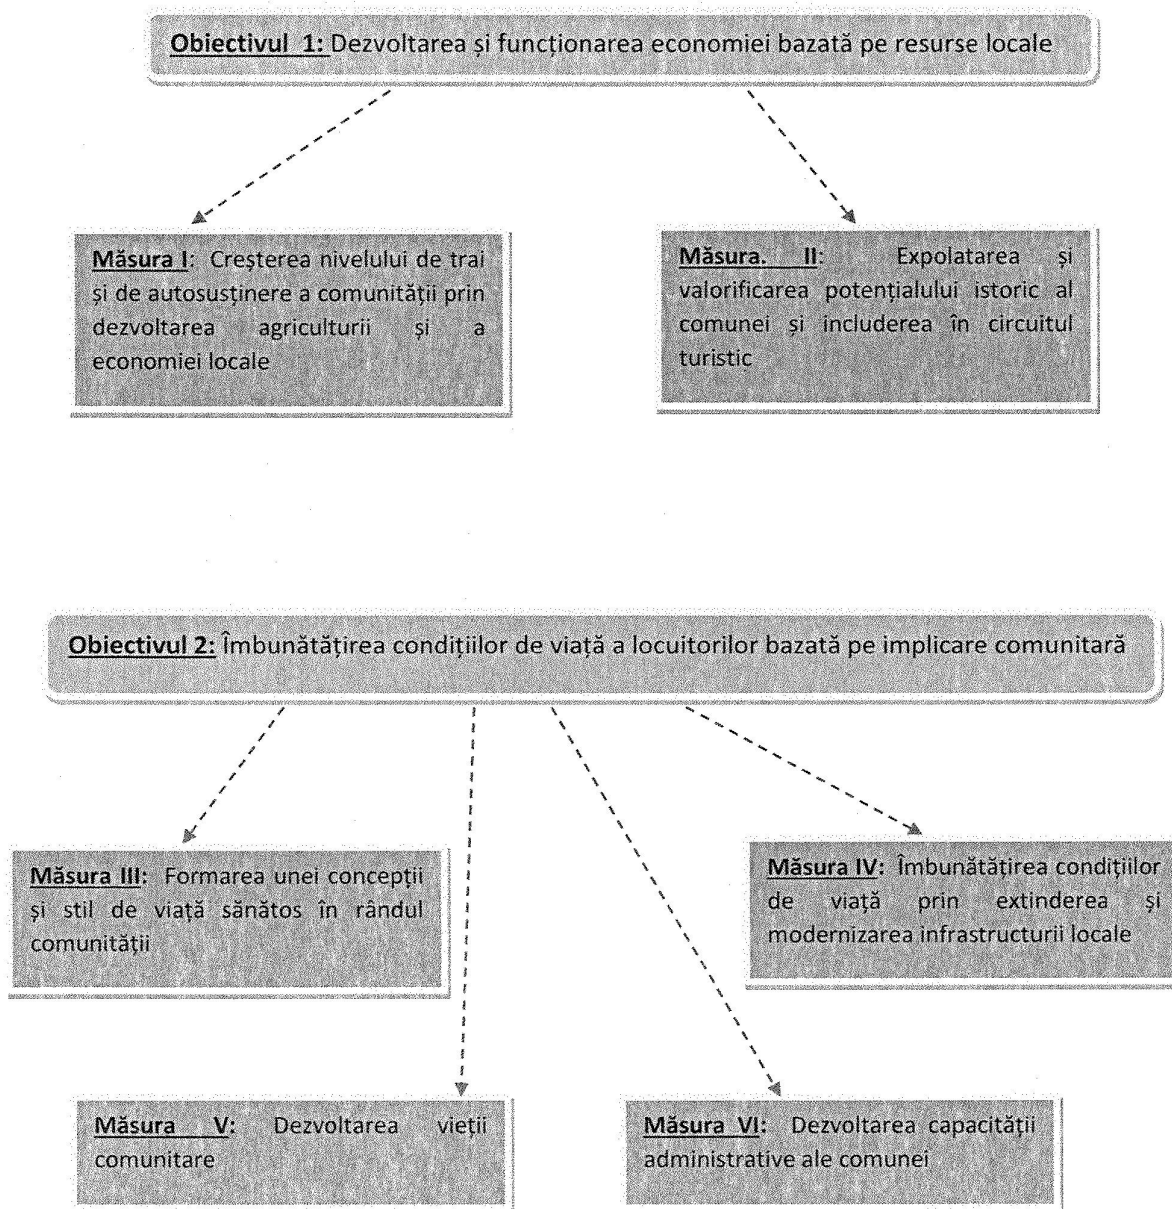 Obiectivul 1: Dezvoltarea și funcționarea economiei bazată pe resurse locale
Măsura I: Creșterea nivelului de trai
și de autosusținere a comunității prin
dezvoltarea agriculturii și a
economiei locale
Măsura. II: Expolatarea și
valorificarea potențialului istoric al
comunei și includerea în circuitul
turistic
Obiectivul 2: Îmbunătățirea condițiilor de viață a locuitorilor bazată pe implicare comunitară
Măsura III: Formarea unei concepții
și stil de viață sănătos în rândul
comunității
Măsura IV: Îmbunătățirea condițiilor
de viață prin extinderea și
modernizarea infrastructurii locale
Măsura V: Dezvoltarea vieții
comunitare
Măsura VI: Dezvoltarea capacității
administrative ale comunei